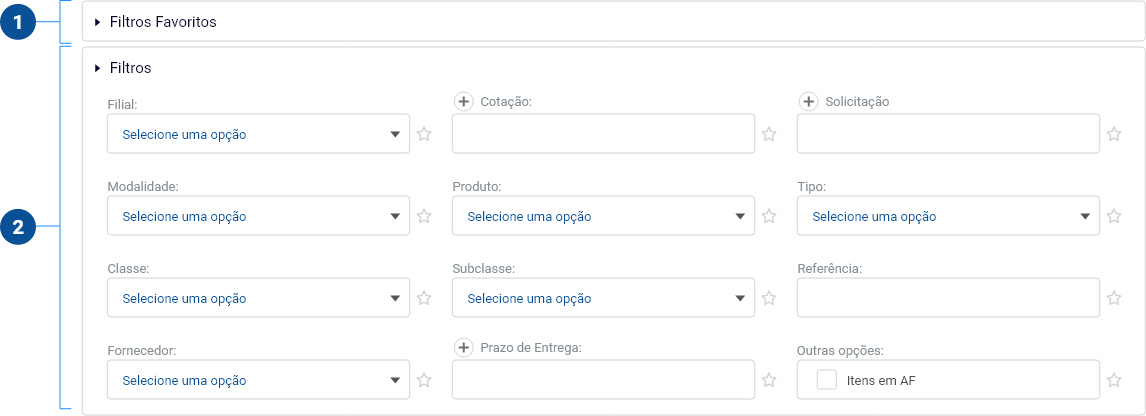 1
Filtros Favoritos
2
Filtros
Filial:
Cotação:
Solicitação
Selecione uma opção
Modalidade:
Produto:
Tipo:
Selecione uma opção
Selecione uma opção
Selecione uma opção
Classe:
Subclasse:
Referência:
Selecione uma opção
Selecione uma opção
Fornecedor:
Prazo de Entrega:
Outras opções:
Selecione uma opção
Itens em AF